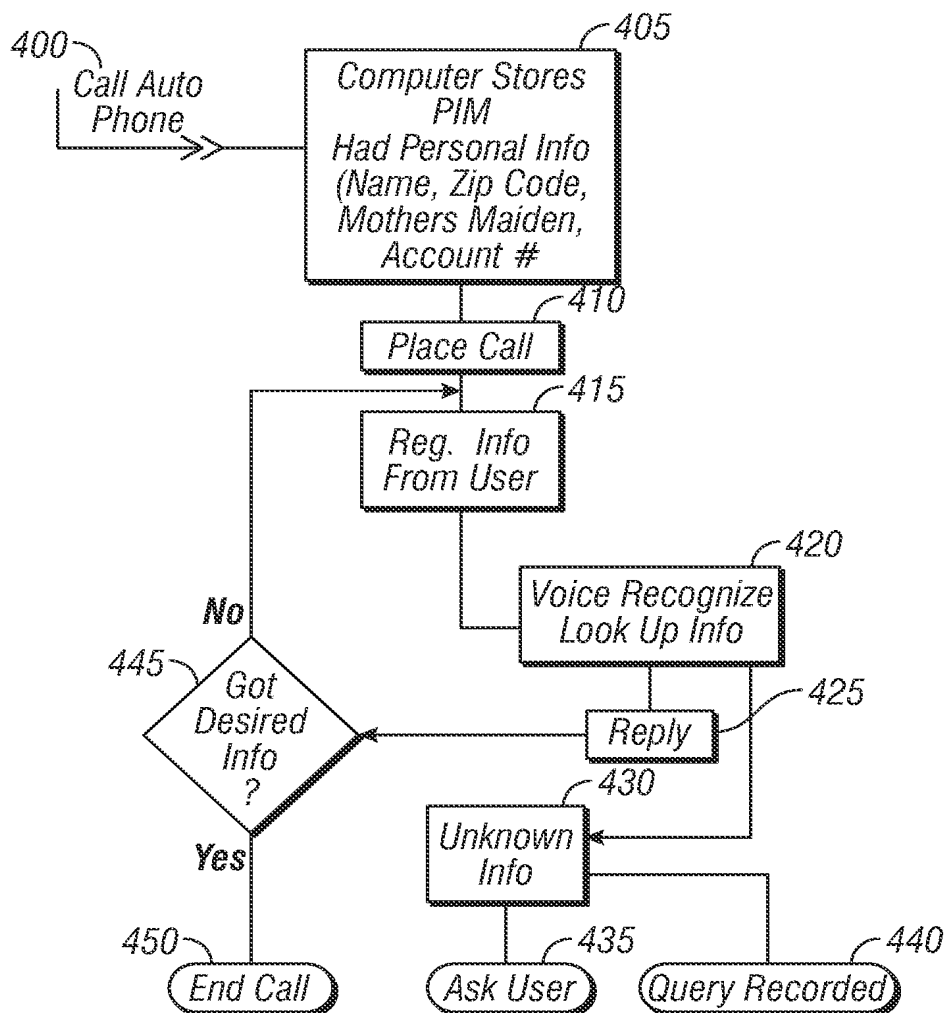 400
Call Auto
Phone
405
Computer Stores
PIM
Had Personal Info
(Name, Zip Code,
Mothers Maiden,
Account #
410
Place Call
415
Reg. Info
From User
420
Voice Recognize
Look Up Info
No
445
Got
Desired
Info
?
425
Reply
430
Unknown
Info
Yes
450
End Call
435
Ask User
440
Query Recorded